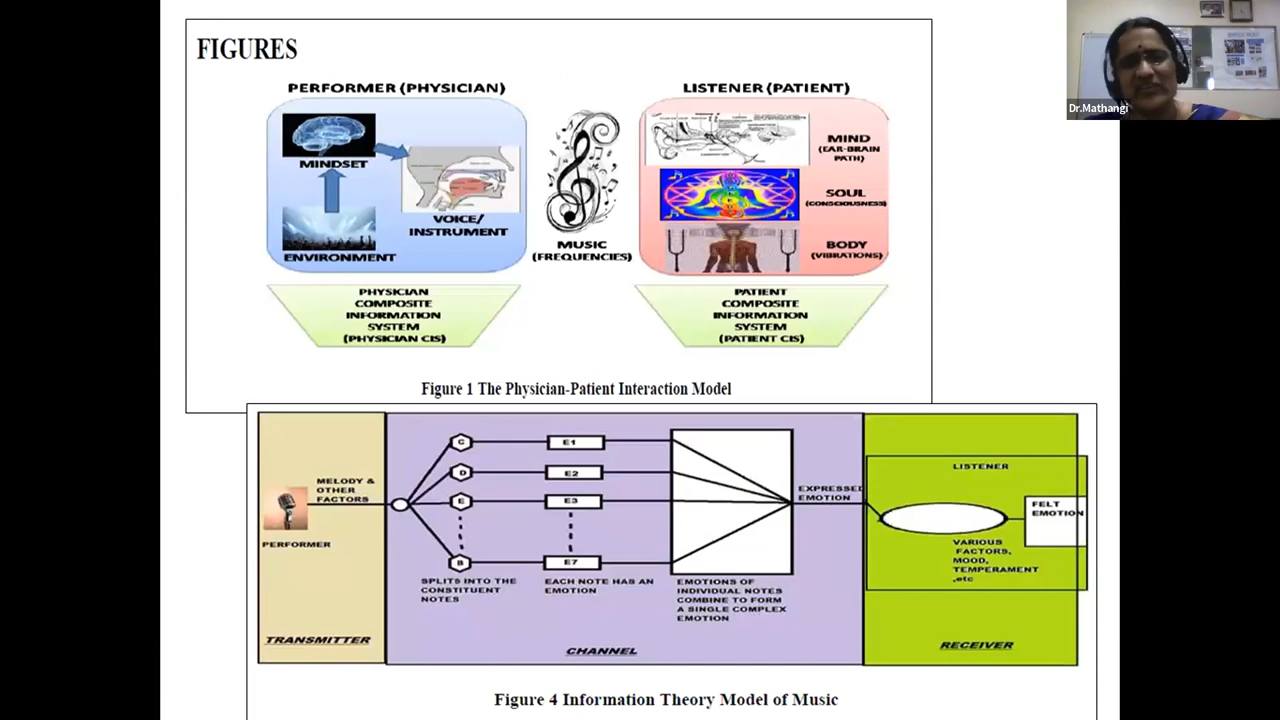 FIGURES
PERFORMER (PHYSICIAN)
MINDSET
VOICE/
INSTRUMENT
ENVIRONMENT
PHYSICIAN
COMPOSITE
INFORMATION
SYSTEM
(PHYSICIAN CIS)
MUSIC
(FREQUENCIES)
LISTENER (PATIENT)
MIND
(EAR-BRAIN
PATH)
SOUL
(CONSCIOUSNESS)
BODY
(VIBRATIONS)
PATIENT
COMPOSITE
INFORMATION
SYSTEM
(PATIENT CIS)
Dr.Mathangi
Figure 1 The Physician-Patient Interaction Model
MELODY &
OTHER
FACTORS
PERFORMER
TRANSMITTER
C
D
E
B
SPLITS INTO THE
CONSTITUENT
NOTES
E1
E2
E3
E7
EACH NOTE HAS AN
EMOTION
EMOTIONS OF
INDIVIDUAL NOTES
COMBINE TO FORM
A SINGLE COMPLEX
EMOTION
CHANNEL
EXPRESSED
EMOTION
LISTENER
FELT
EMOTION
VARIOUS
FACTORS,
MOOD,
TEMPERAMENT
,etc
RECEIVER
Figure 4 Information Theory Model of Music